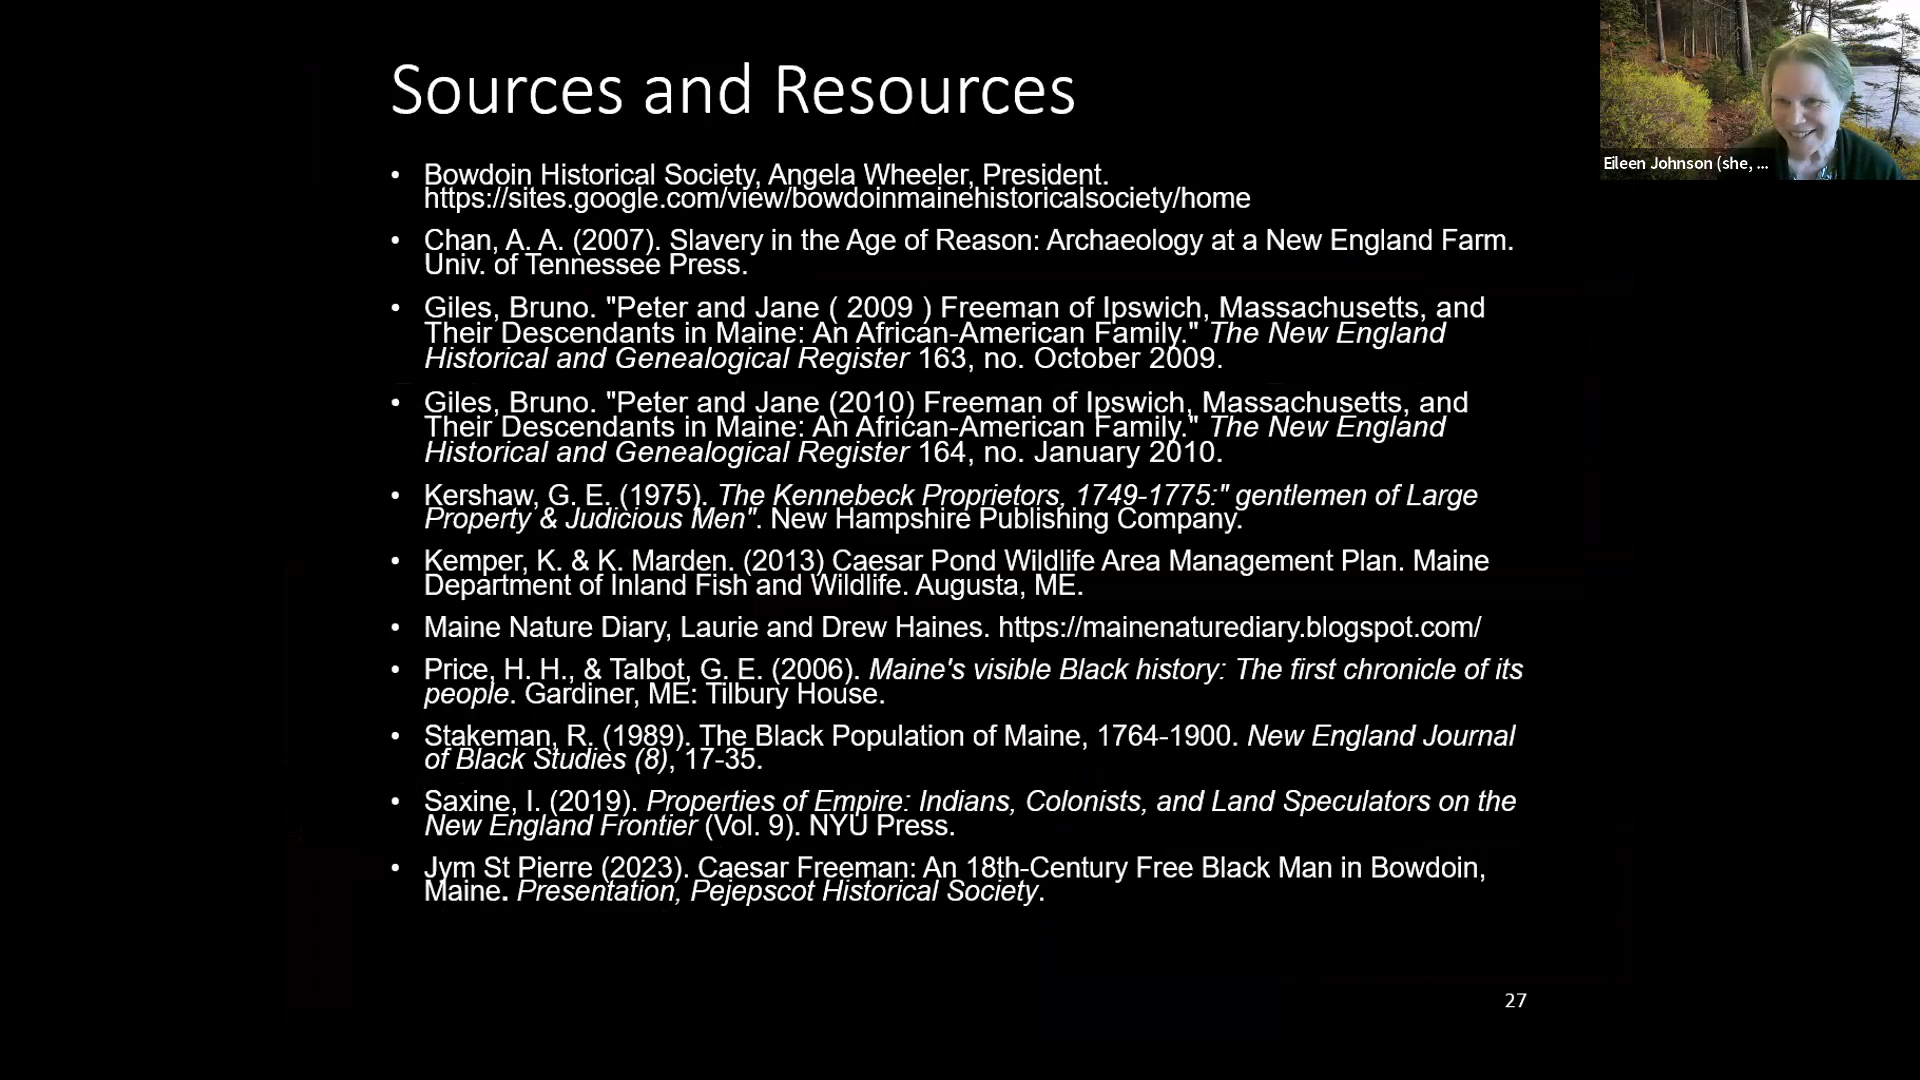 Sources and Resources
Eileen Johnson (she, ...
• Bowdoin Historical Society, Angela Wheeler, President.
https://sites.google.com/view/bowdoinmainehistoricalsociety/home
• Chan, A. A. (2007). Slavery in the Age of Reason: Archaeology at a New England Farm.
Univ. of Tennessee Press.
• Giles, Bruno. "Peter and Jane ( 2009 ) Freeman of Ipswich, Massachusetts, and
Their Descendants in Maine: An African-American Family." The New England
Historical and Genealogical Register 163, no. October 2009.
• Giles, Bruno. "Peter and Jane (2010) Freeman of Ipswich, Massachusetts, and
Their Descendants in Maine: An African-American Family." The New England
Historical and Genealogical Register 164, no. January 2010.
• Kershaw, G. E. (1975). The Kennebeck Proprietors, 1749-1775:" gentlemen of Large
Property & Judicious Men". New Hampshire Publishing Company.
• Kemper, K. & K. Marden. (2013) Caesar Pond Wildlife Area Management Plan. Maine
Department of Inland Fish and Wildlife. Augusta, ME.
• Maine Nature Diary, Laurie and Drew Haines. https://mainenaturediary.blogspot.com/
• Price, H. H., & Talbot, G. E. (2006). Maine's visible Black history: The first chronicle of its
people. Gardiner, ME: Tilbury House.
• Stakeman, R. (1989). The Black Population of Maine, 1764-1900. New England Journal
of Black Studies (8), 17-35.
• Saxine, I. (2019). Properties of Empire: Indians, Colonists, and Land Speculators on the
New England Frontier (Vol. 9). NYU Press.
• Jym St Pierre (2023). Caesar Freeman: An 18th-Century Free Black Man in Bowdoin,
Maine. Presentation, Pejepscot Historical Society.
27